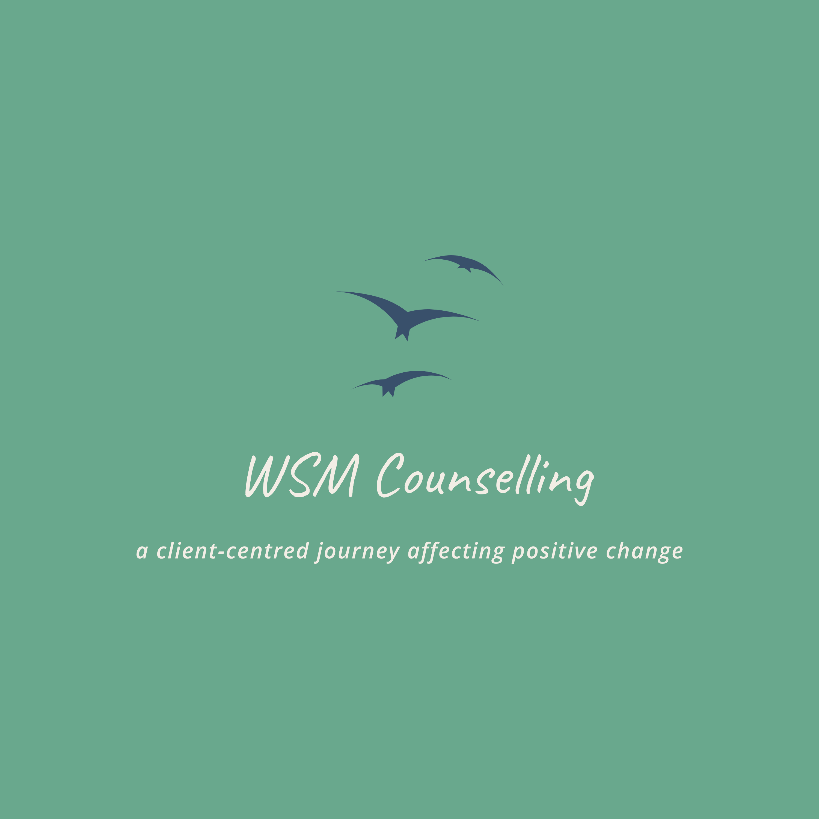 WSM Counselling
a client-centred journey affecting positive change